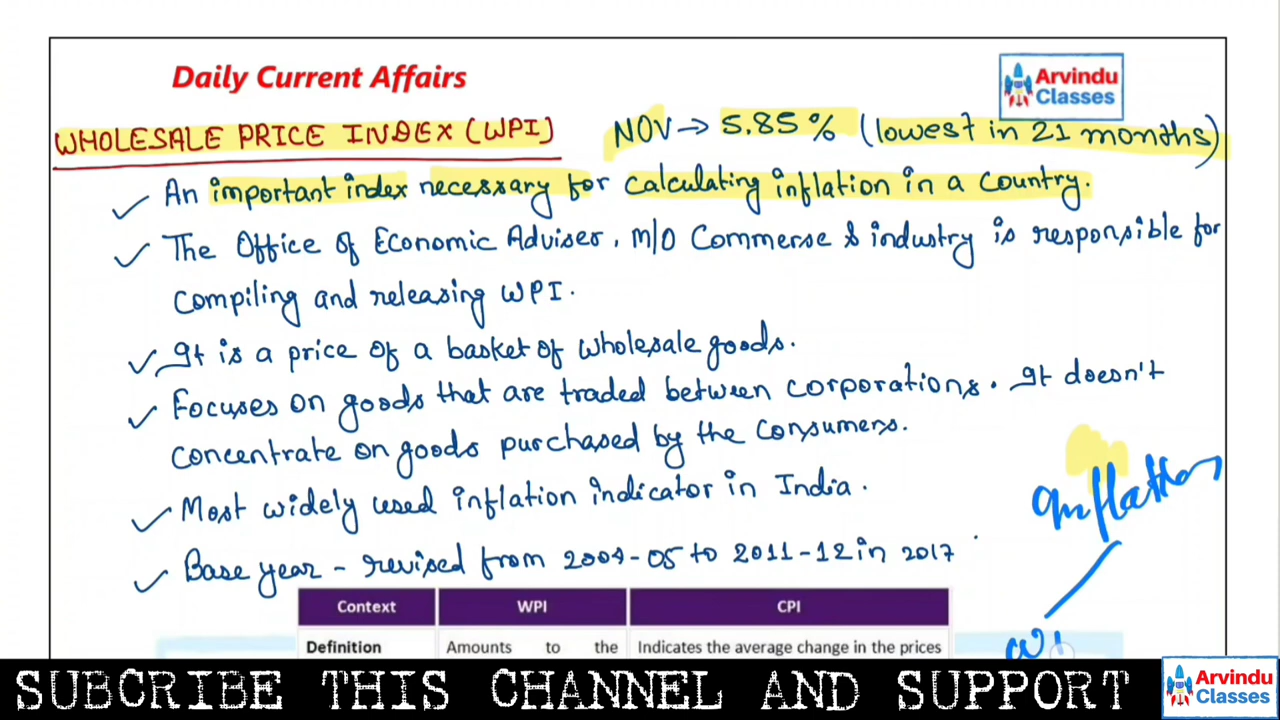 Daily Current Affairs
Arvindu
Classes
WHOLESALE PRICE INDEX (WPI) NOV → 5.85% (lowest in 21 months)
An important index necessary for calculating inflation in a country.
The Office of Economic Adviser, M/O Commerse & industry is responsible for
Compiling and releasing WPI.
It is a price of a basket of wholesale goods.
Focuses on goods that are traded between corporations. It doesn't
concentrate on goods purchased by the consumers.
Most widely used inflation indicator in India.
Inflation
Base year - revised from 2004-05 to 2011-12 in 2017
Context WPI CPI
Definition Amounts to the Indicates the average change in the prices
SUBCRIBE THIS CHANNEL AND SUPPORT
Arvindu
Classes